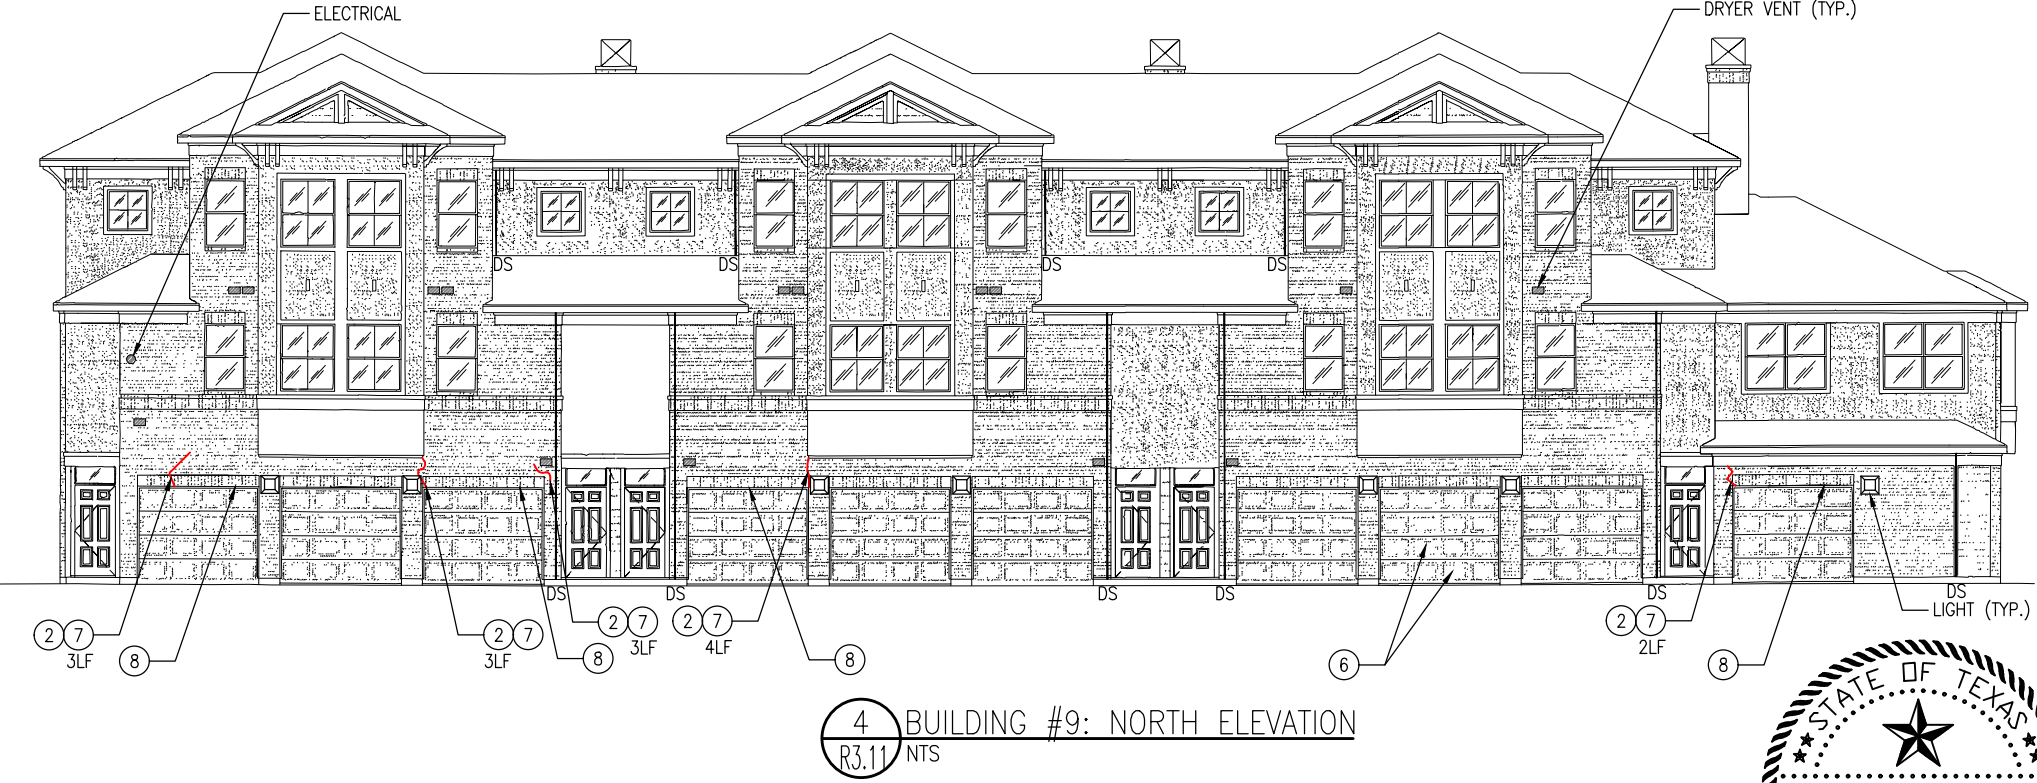 ELECTRICAL
DRYER VENT (TYP.)
DS
DS
DS
DS
DS
DS
DS
DS
DS
DS
LIGHT (TYP.)
2 7
3LF
8
2 7
3LF
2 7
3LF
8
2 7
4LF
8
6
2 7
2LF
8
4
R3.11
BUILDING #9: NORTH ELEVATION
NTS
STATE OF TEXAS